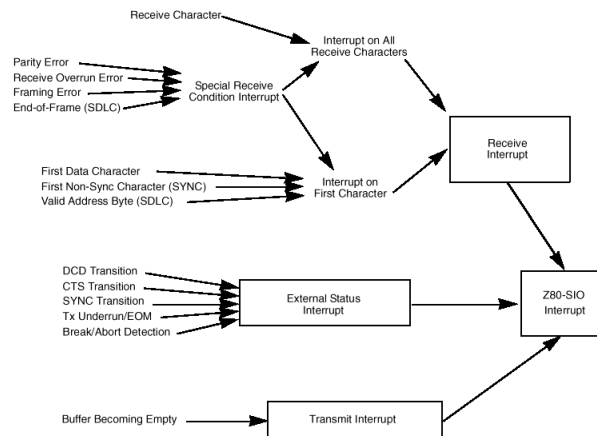 Receive Character
Interrupt on All
Receive Characters
Parity Error
Receive Overrun Error
Framing Error
End-of-Frame (SDLC)
Special Receive
Condition Interrupt
Receive
Interrupt
First Data Character
First Non-Sync Character (SYNC)
Valid Address Byte (SDLC)
Interrupt on
First Character
DCD Transition
CTS Transition
SYNC Transition
Tx Underrun/EOM
Break/Abort Detection
External Status
Interrupt
Z80-SIO
Interrupt
Buffer Becoming Empty
Transmit Interrupt